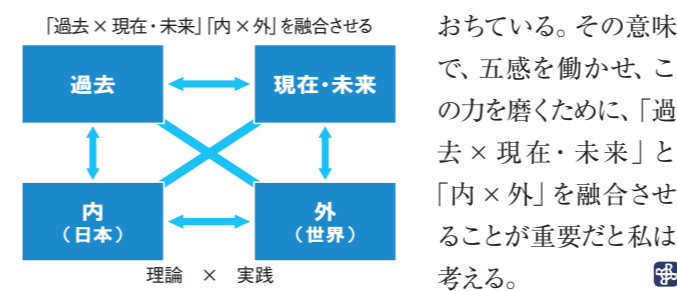 「過去×現在・未来」「内×外」を融合させる
過去
現在・未来
内
（日本）
外
（世界）
理論 × 実践
おちている。その意味
で、五感を働かせ、こ
の力を磨くために、「過
去×現在・未来」と
「内×外」を融合させ
ることが重要だと私は
考える。